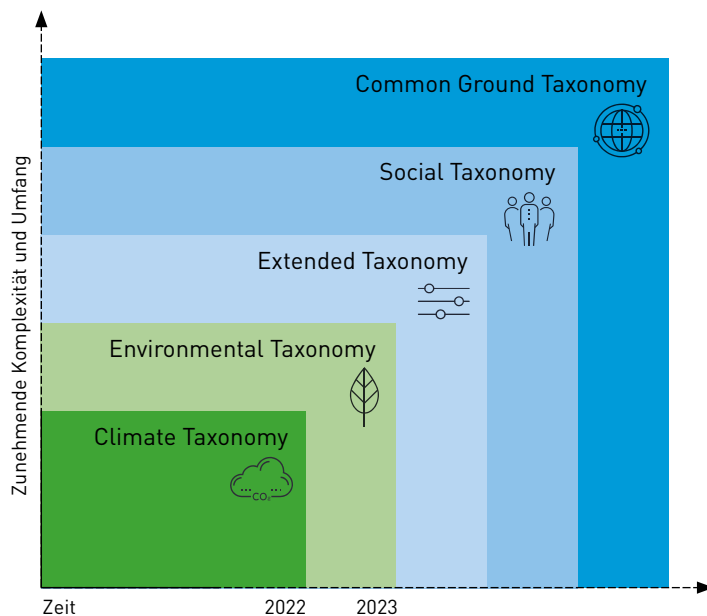 Common Ground Taxonomy
Social Taxonomy
Extended Taxonomy
Environmental Taxonomy
Climate Taxonomy
CO₂
Zunehmende Komplexität und Umfang
Zeit 2022 2023